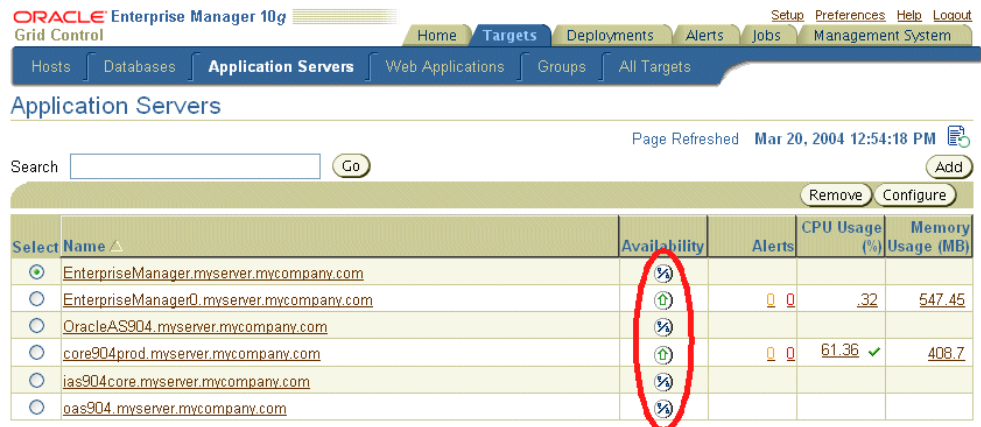 ORACLE Enterprise Manager 10g
Grid Control
Setup Preferences Help Logout
Home Targets Deployments Alerts Jobs Management System
Hosts Databases Application Servers Web Applications Groups All Targets
Application Servers
Page Refreshed Mar 20, 2004 12:54:18 PM
Search Go
Add
Remove Configure
Select Name Availability Alerts CPU Usage (%) Memory Usage (MB)
EnterpriseManager.myserver.mycompany.com
EnterpriseManager0.myserver.mycompany.com 0 0 .32 547.45
OracleAS904.myserver.mycompany.com
core904prod.myserver.mycompany.com 0 0 61.36 408.7
ias904core.myserver.mycompany.com
oas904.myserver.mycompany.com